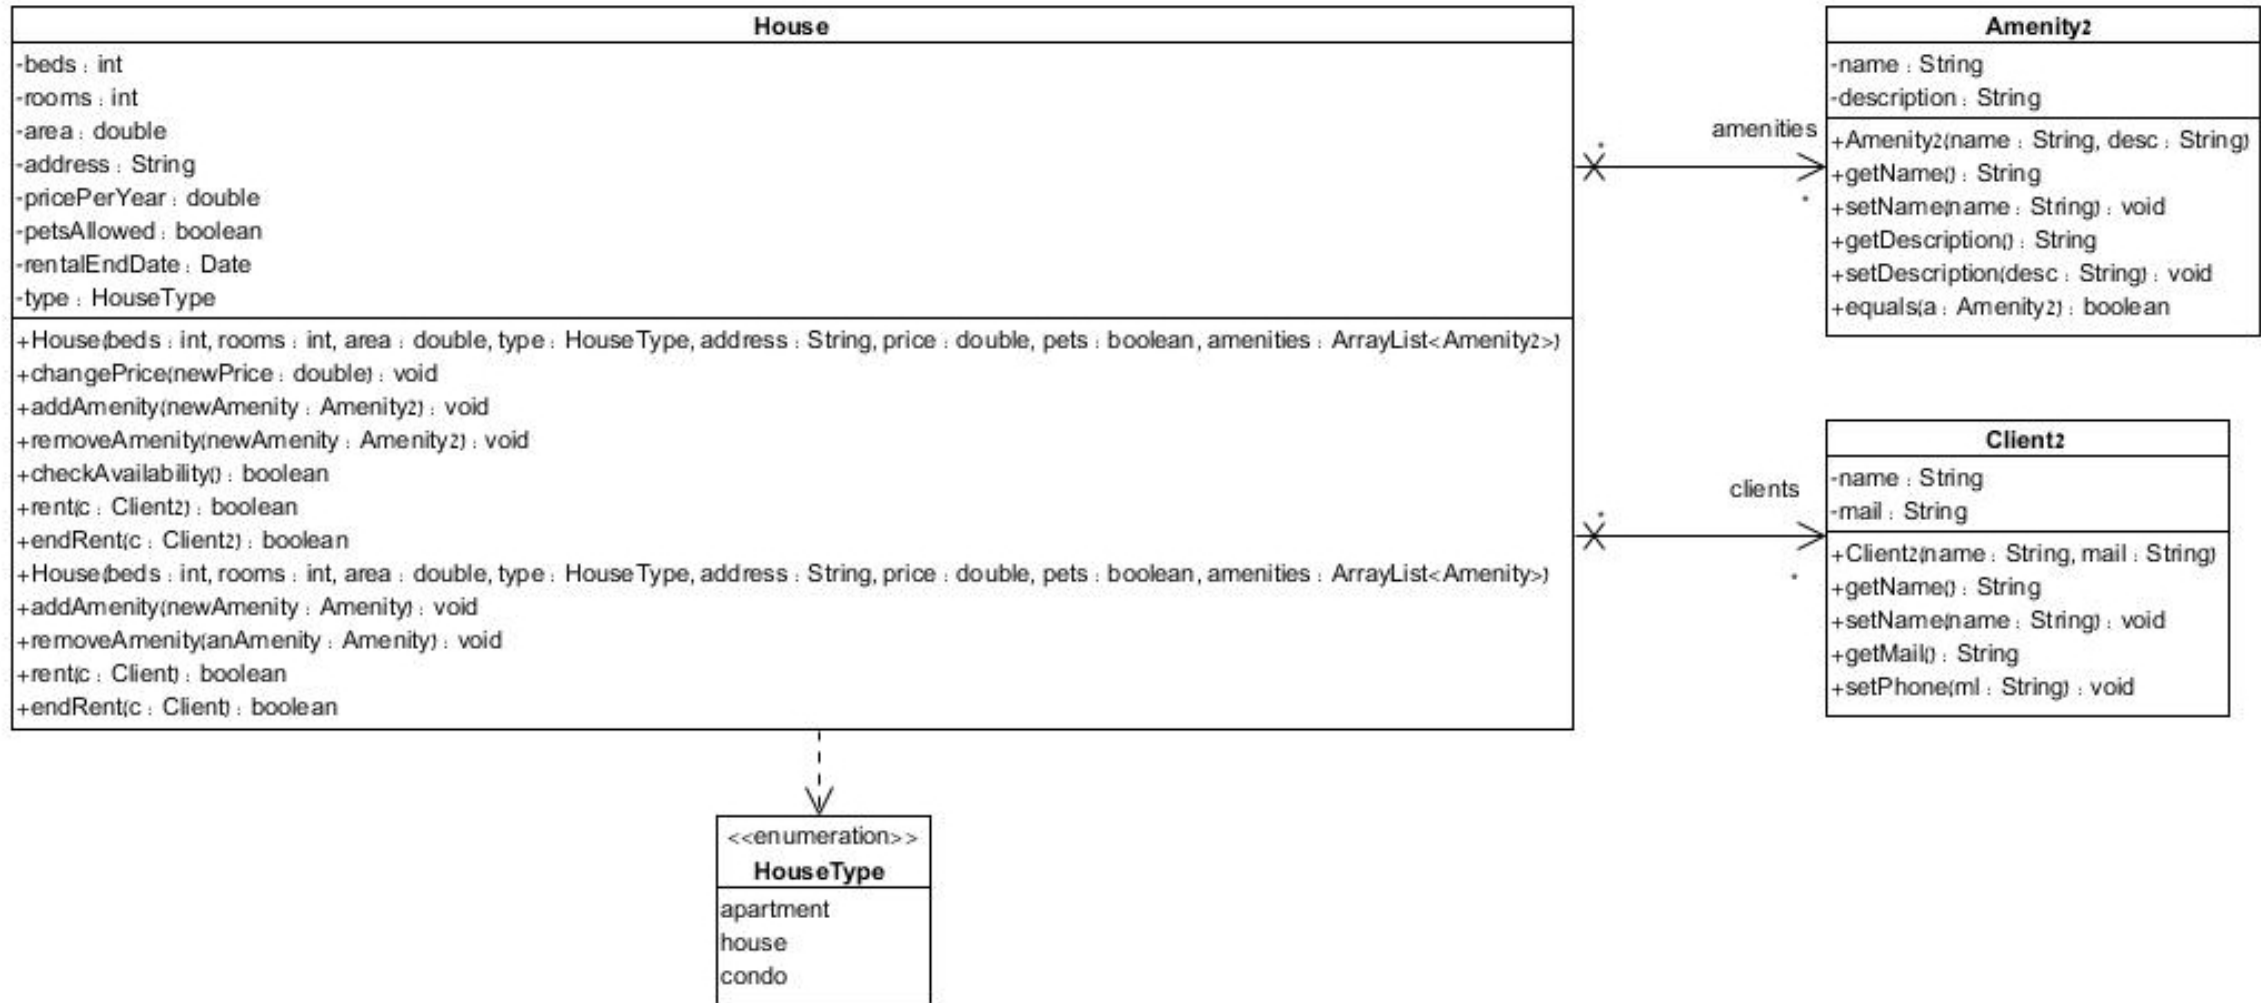 House
-beds : int
-rooms : int
-area : double
-address : String
-pricePerYear : double
-petsAllowed : boolean
-rentalEndDate : Date
-type : HouseType
+House(beds : int, rooms : int, area : double, type : HouseType, address : String, price : double, pets : boolean, amenities : ArrayList<Amenity2>)
+changePrice(newPrice : double) : void
+addAmenity(newAmenity : Amenity2) : void
+removeAmenity(newAmenity : Amenity2) : void
+checkAvailability() : boolean
+rent(c : Client2) : boolean
+endRent(c : Client2) : boolean
+House(beds : int, rooms : int, area : double, type : HouseType, address : String, price : double, pets : boolean, amenities : ArrayList<Amenity>)
+addAmenity(newAmenity : Amenity) : void
+removeAmenity(anAmenity : Amenity) : void
+rent(c : Client) : boolean
+endRent(c : Client) : boolean
*
amenities
*
Amenity2
-name : String
-description : String
+Amenity2(name : String, desc : String)
+getName() : String
+setName(name : String) : void
+getDescription() : String
+setDescription(desc : String) : void
+equals(a : Amenity2) : boolean
*
clients
*
Client2
-name : String
-mail : String
+Client2(name : String, mail : String)
+getName() : String
+setName(name : String) : void
+getMail() : String
+setPhone(ml : String) : void
<<enumeration>>
HouseType
apartment
house
condo